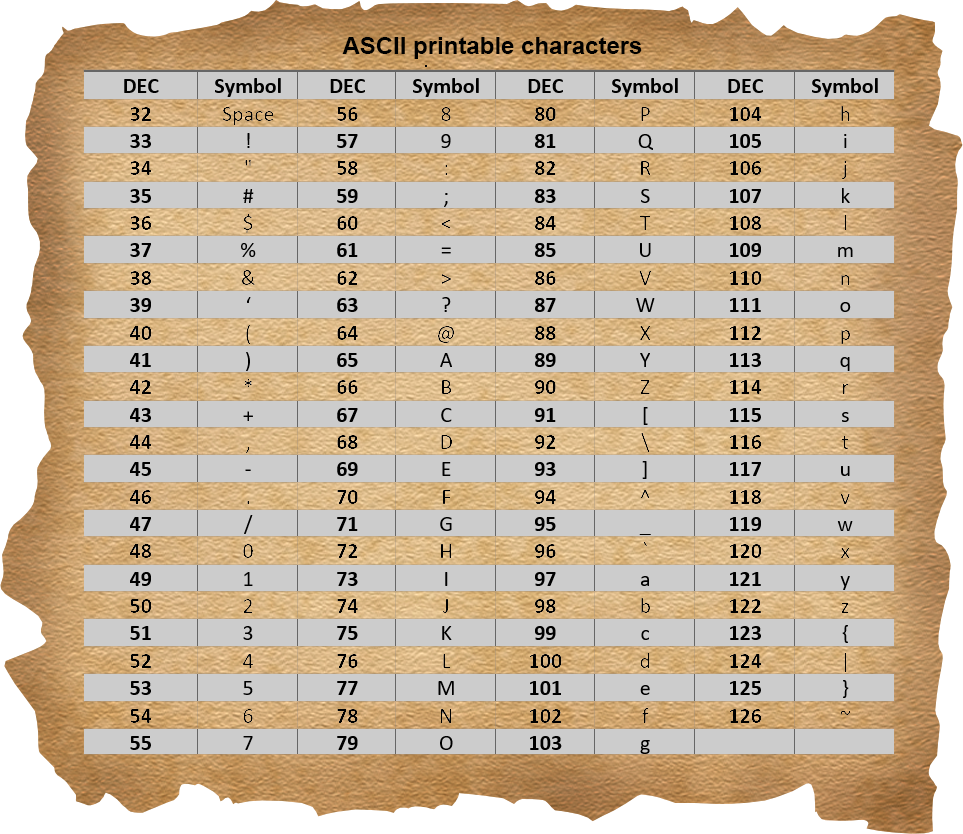 ASCII printable characters
DEC Symbol DEC Symbol DEC Symbol DEC Symbol
32 Space 56 8 80 P 104 h
33 ! 57 9 81 Q 105 i
34 " 58 : 82 R 106 j
35 # 59 ; 83 S 107 k
36 $ 60 < 84 T 108 l
37 % 61 = 85 U 109 m
38 & 62 > 86 V 110 n
39 ‘ 63 ? 87 W 111 o
40 ( 64 @ 88 X 112 p
41 ) 65 A 89 Y 113 q
42 * 66 B 90 Z 114 r
43 + 67 C 91 [ 115 s
44 , 68 D 92 \ 116 t
45 - 69 E 93 ] 117 u
46 . 70 F 94 ^ 118 v
47 / 71 G 95 _ 119 w
48 0 72 H 96 ` 120 x
49 1 73 I 97 a 121 y
50 2 74 J 98 b 122 z
51 3 75 K 99 c 123 {
52 4 76 L 100 d 124 |
53 5 77 M 101 e 125 }
54 6 78 N 102 f 126 ~
55 7 79 O 103 g